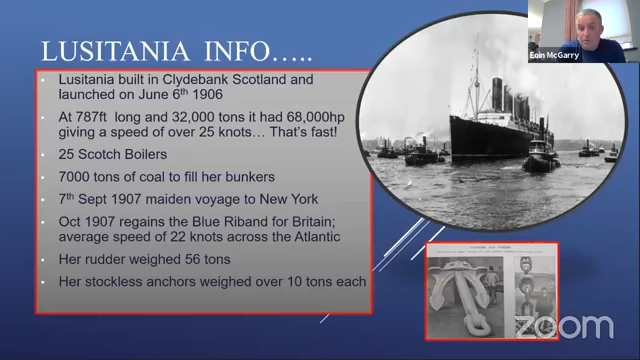 Eoin McGarry
LUSITANIA INFO…..
Lusitania built in Clydebank Scotland and
launched on June 6th 1906
At 787ft long and 32,000 tons it had 68,000hp
giving a speed of over 25 knots… That's fast!
25 Scotch Boilers
7000 tons of coal to fill her bunkers
7th Sept 1907 maiden voyage to New York
Oct 1907 regains the Blue Riband for Britain;
average speed of 22 knots across the Atlantic
Her rudder weighed 56 tons
Her stockless anchors weighed over 10 tons each
zoom